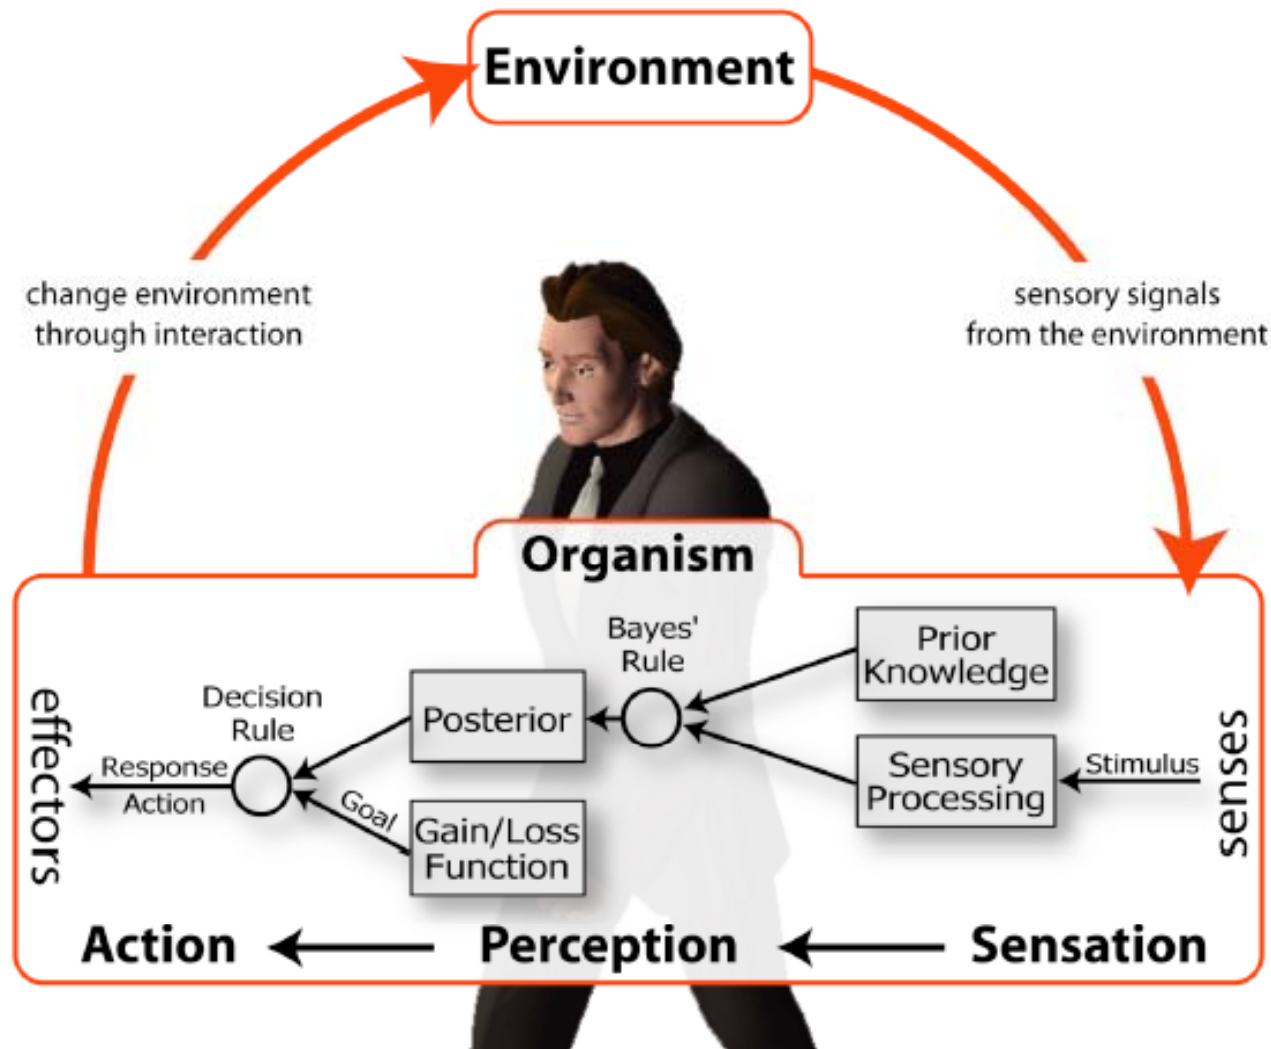 Environment
change environment
through interaction
sensory signals
from the environment
Organism
Bayes'
Rule
Prior
Knowledge
Decision
Rule
Posterior
effectors
Response
Action
Goal
Gain/Loss
Function
Sensory
Processing
Stimulus
senses
Action
Perception
Sensation